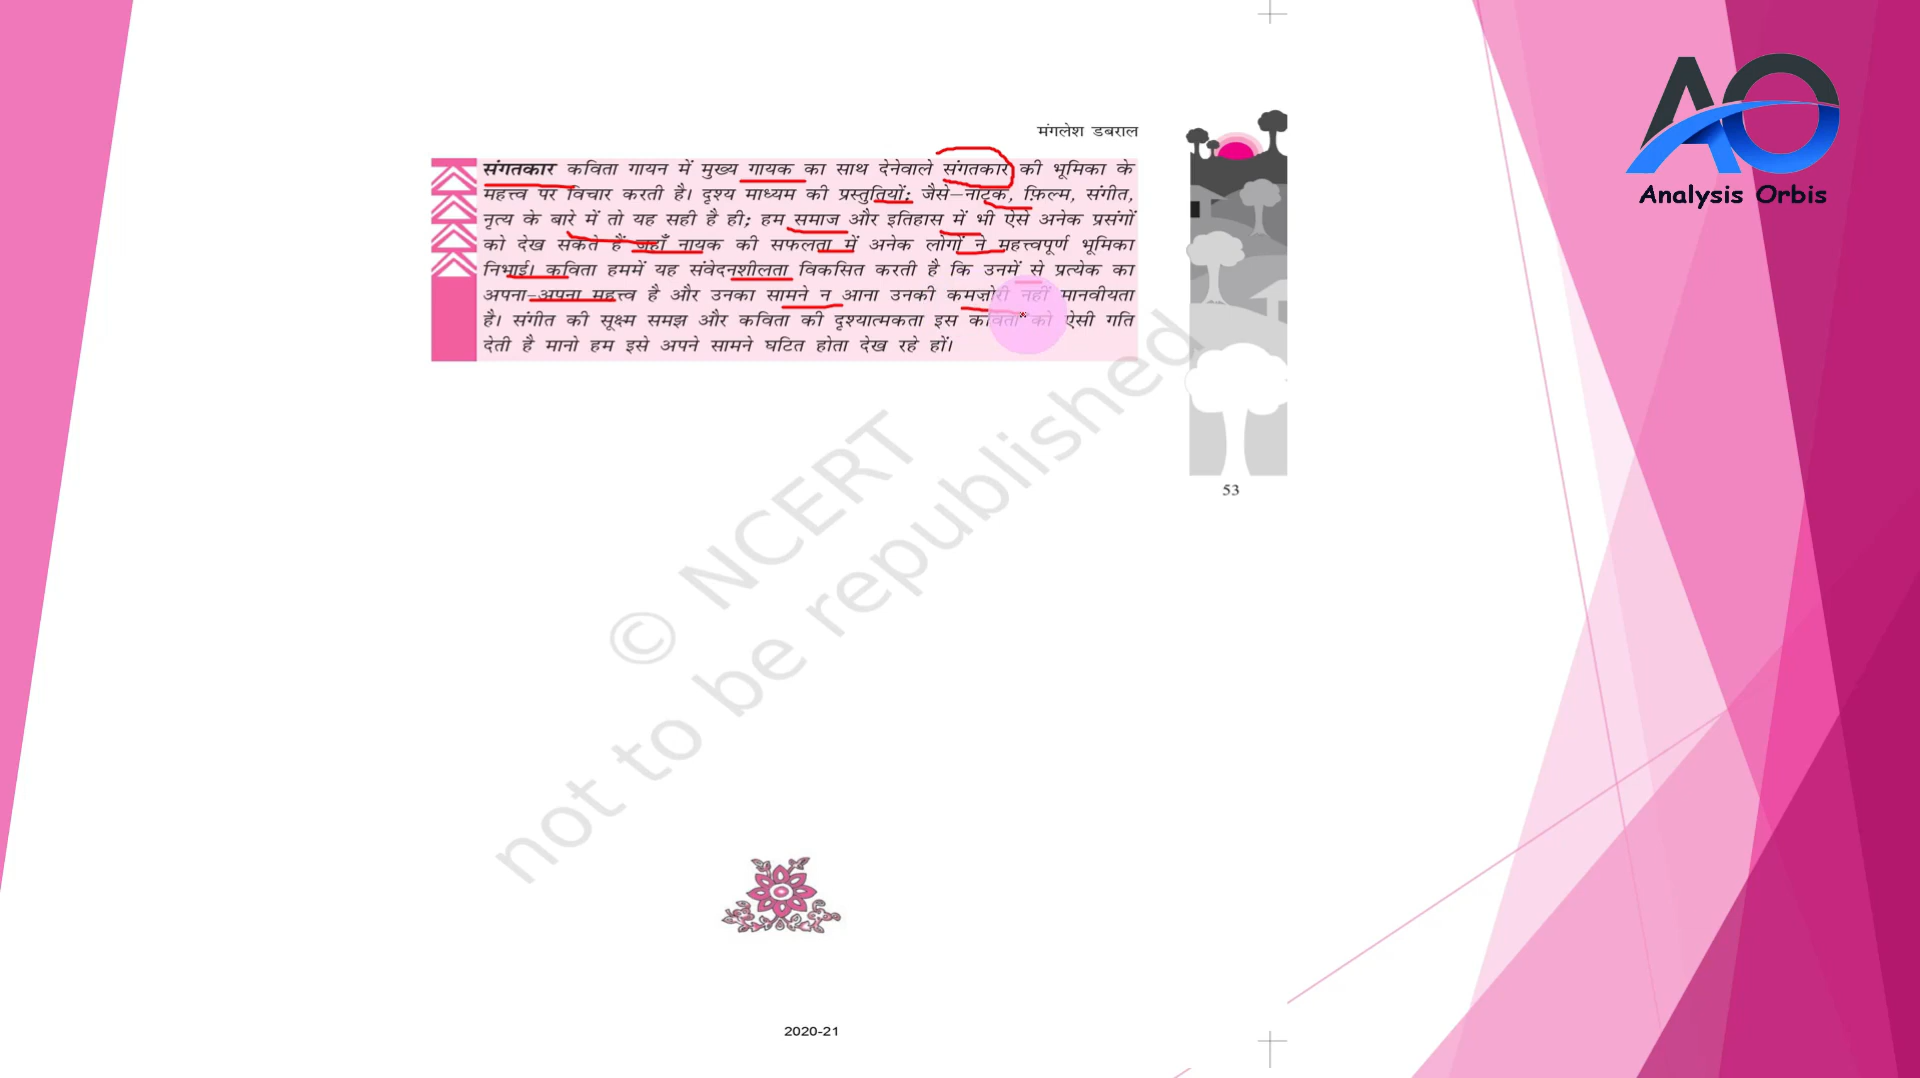 मंगलेश डबराल
संगतकार कविता गायन में मुख्य गायक का साथ देनेवाले संगतकार की भूमिका के
महत्त्व पर विचार करती है। दृश्य माध्यम की प्रस्तुतियों; जैसे–नाटक, फ़िल्म, संगीत,
नृत्य के बारे में तो यह सही है ही; हम समाज और इतिहास में भी ऐसे अनेक प्रसंगों
को देख सकते हैं जहाँ नायक की सफलता में अनेक लोगों ने महत्त्वपूर्ण भूमिका
निभाई। कविता हममें यह संवेदनशीलता विकसित करती है कि उनमें से प्रत्येक का
अपना-अपना महत्त्व है और उनका सामने न आना उनकी कमज़ोरी नहीं मानवीयता
है। संगीत की सूक्ष्म समझ और कविता की दृश्यात्मकता इस कविता को ऐसी गति
देती है मानो हम इसे अपने सामने घटित होता देख रहे हों।
53
© NCERT
not to be republished
2020-21
AO
Analysis Orbis